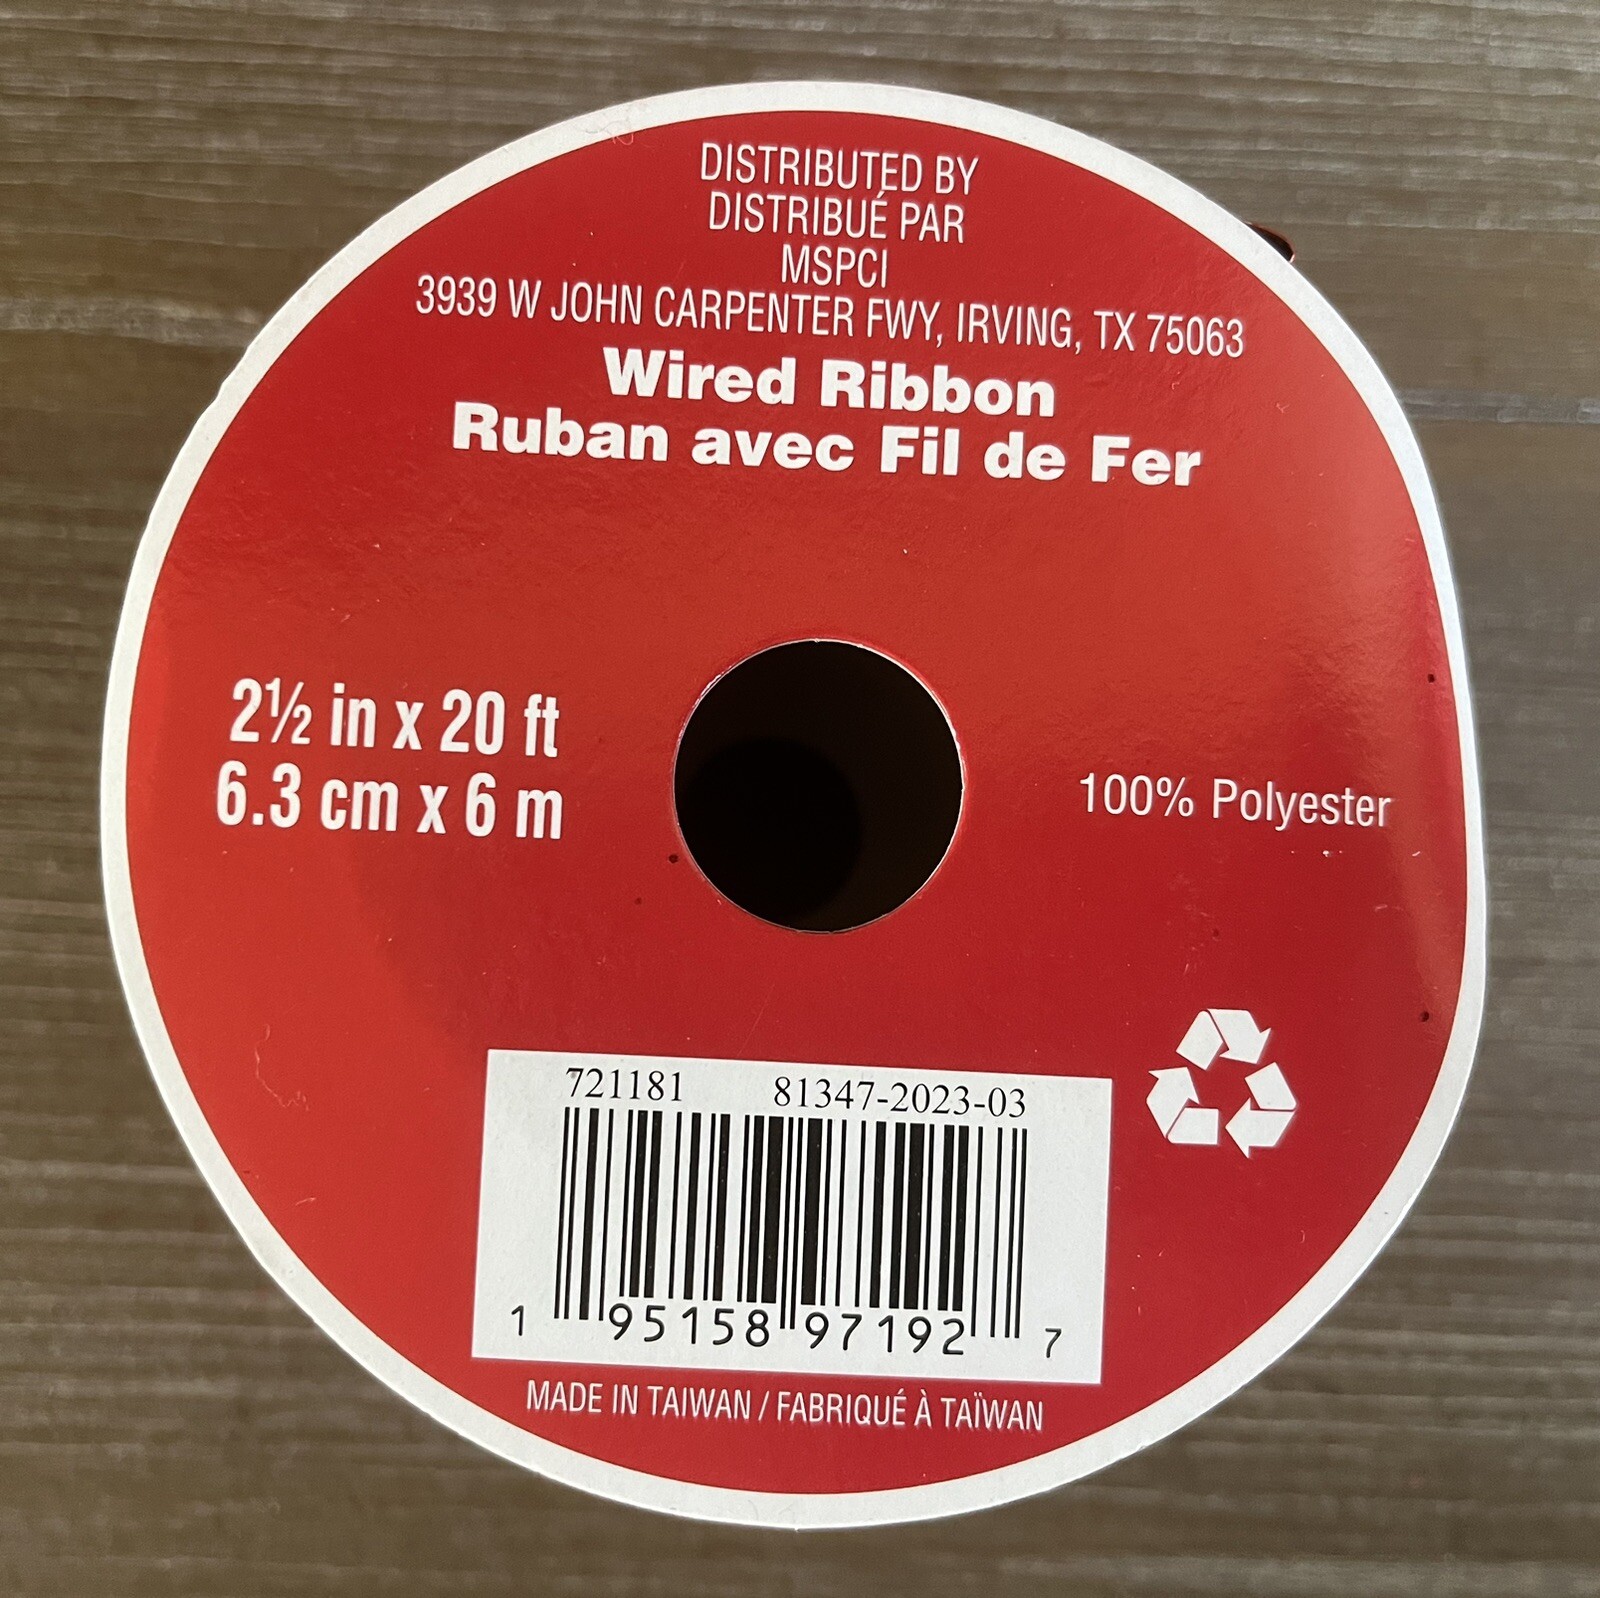 DISTRIBUTED BY
DISTRIBUÉ PAR
MSPCI
3939 W JOHN CARPENTER FWY, IRVING, TX 75063
Wired Ribbon
Ruban avec Fil de Fer
2½ in x 20 ft
6.3 cm x 6 m
100% Polyester
721181 81347-2023-03
1 95158 97192 7
MADE IN TAIWAN / FABRIQUÉ À TAÏWAN